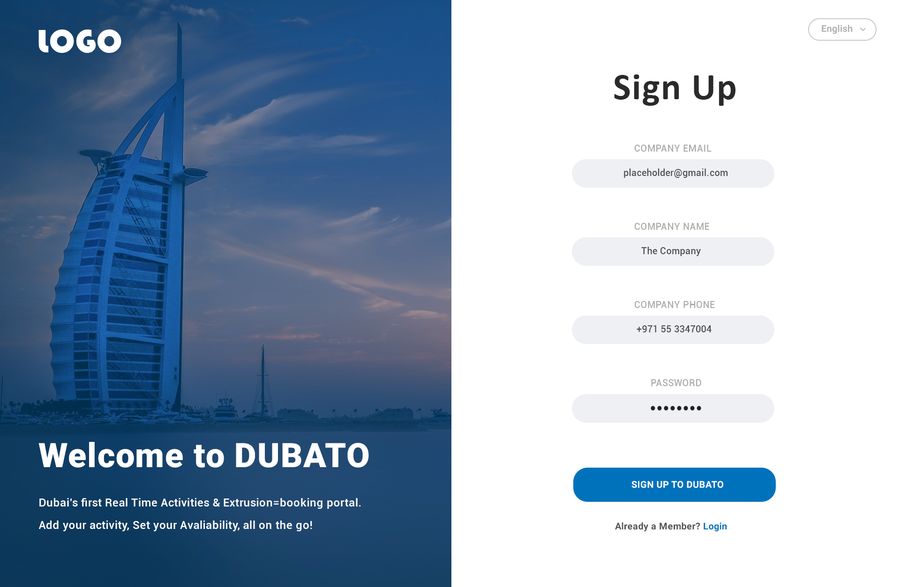 LOGO
Welcome to DUBATO
Dubai's first Real Time Activities & Extrusion=booking portal.
Add your activity, Set your Avaliability, all on the go!
English
Sign Up
COMPANY EMAIL
placeholder@gmail.com
COMPANY NAME
The Company
COMPANY PHONE
+971 55 3347004
PASSWORD
••••••••
SIGN UP TO DUBATO
Already a Member? Login